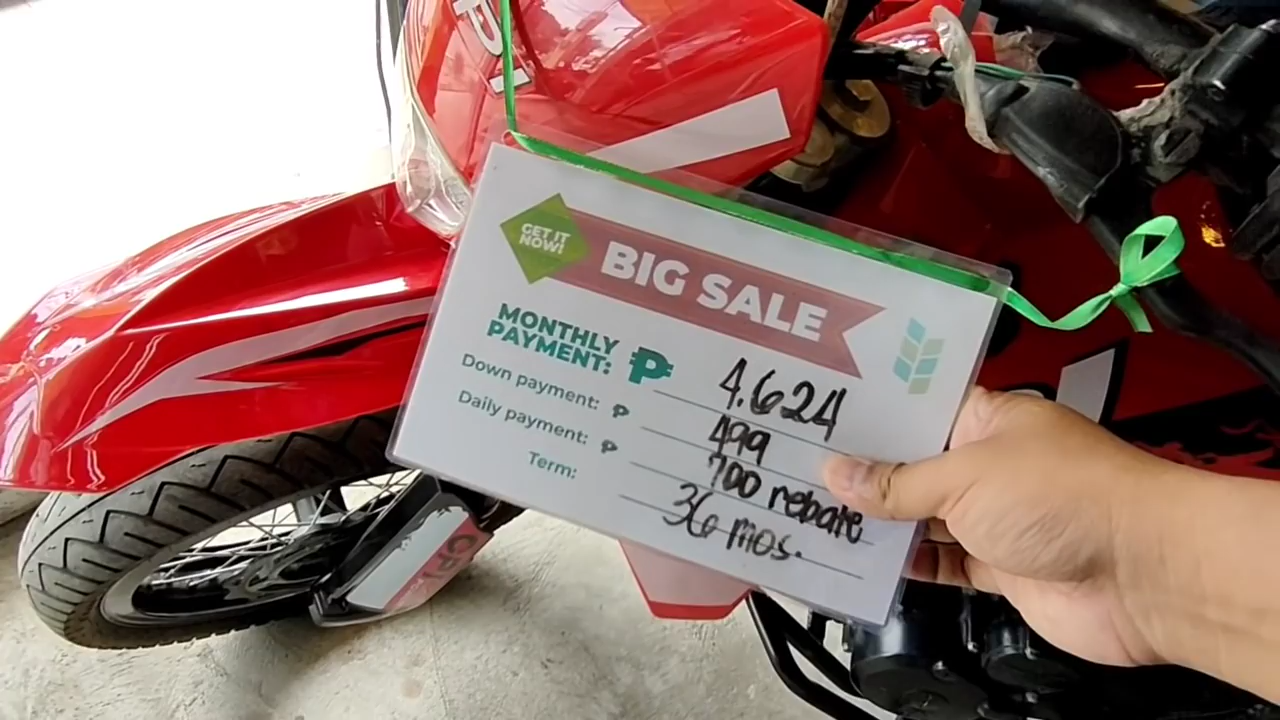 GET IT
NOW!
BIG SALE
MONTHLY
PAYMENT: ₱ 4.624
Down payment: ₱ 499
Daily payment: ₱ 700 rebate
Term: 36 mos.